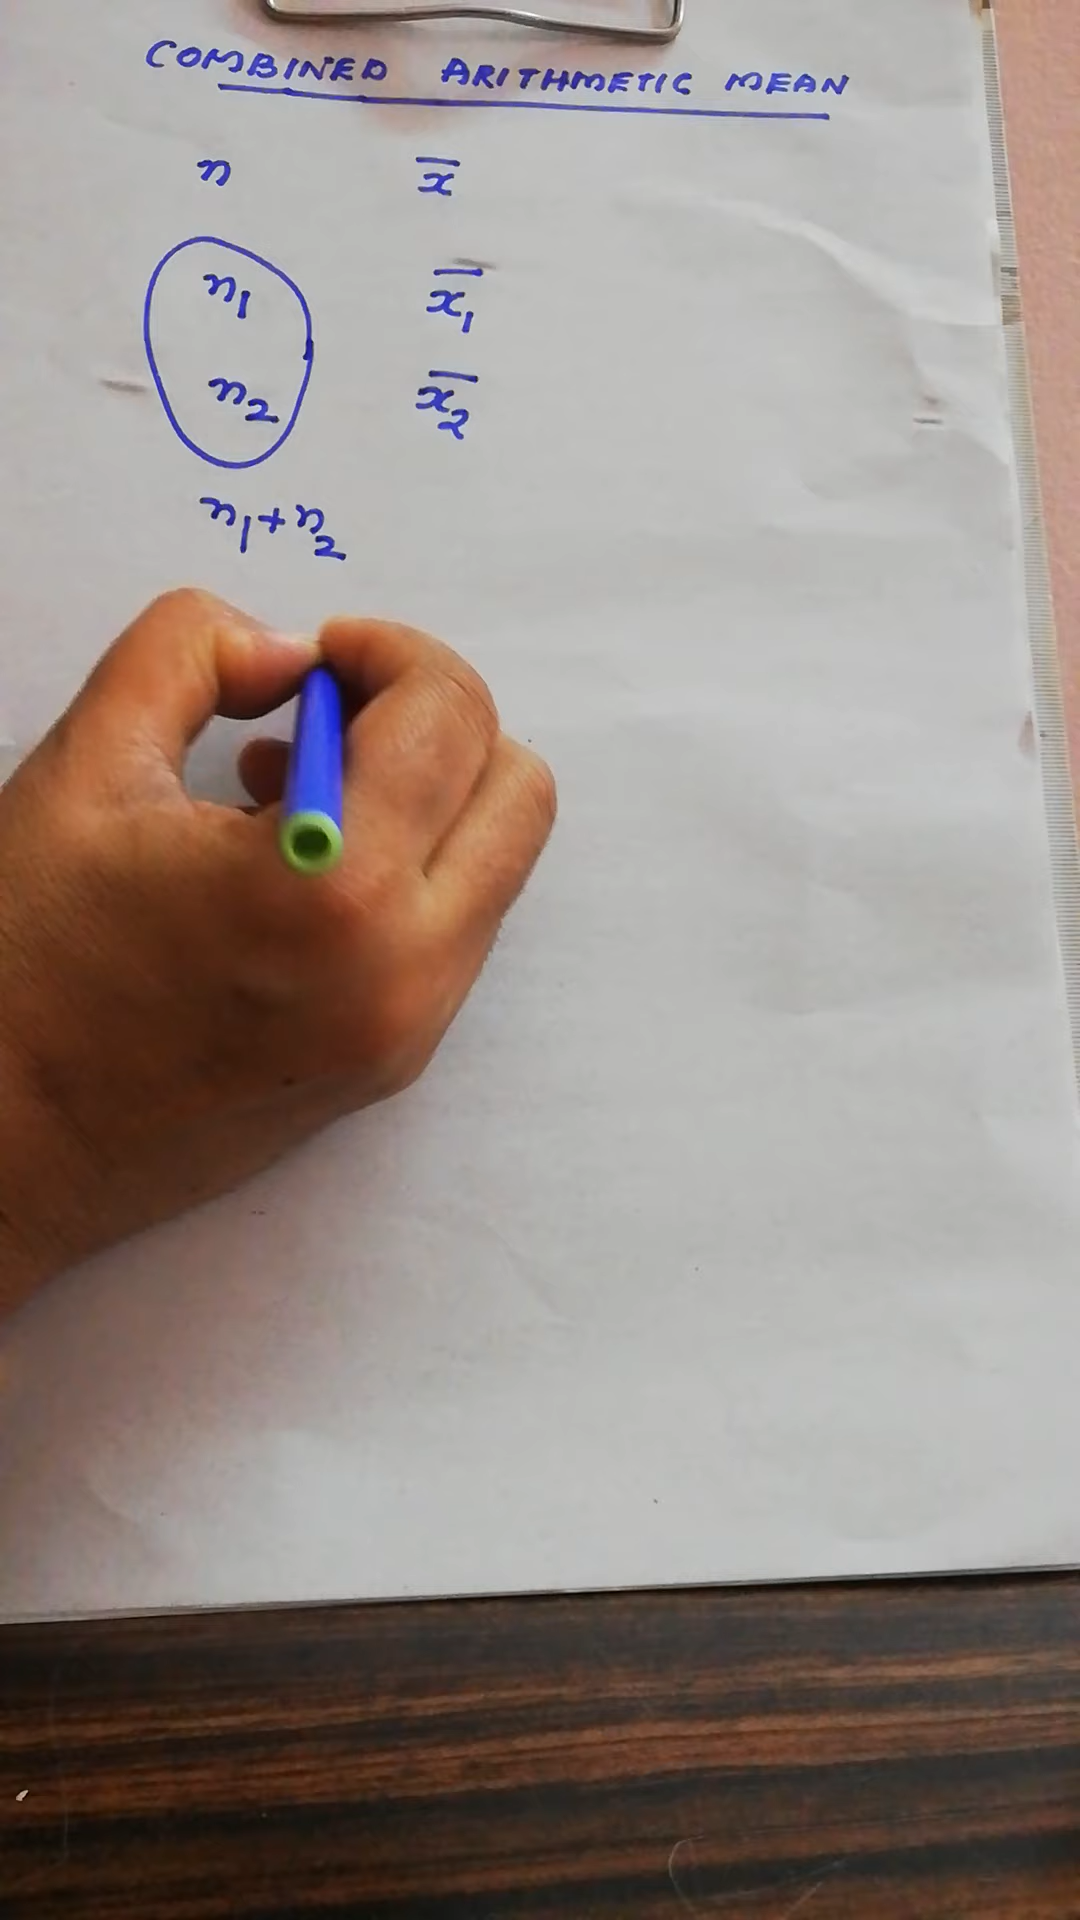 COMBINED ARITHMETIC MEAN
n x̅
n₁ x̅₁
n₂ x̅₂
n₁+n₂